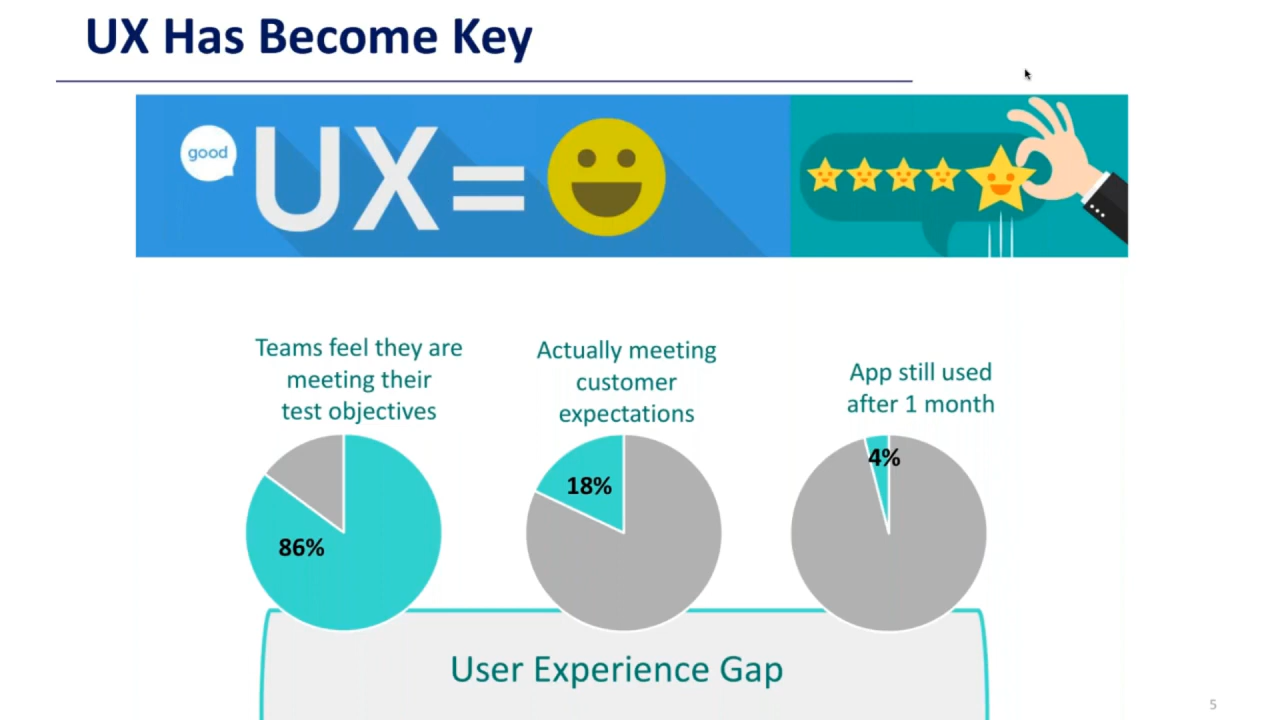 UX Has Become Key
good
UX=
Teams feel they are
meeting their
test objectives
Actually meeting
customer
expectations
App still used
after 1 month
86%
18%
4%
User Experience Gap
5